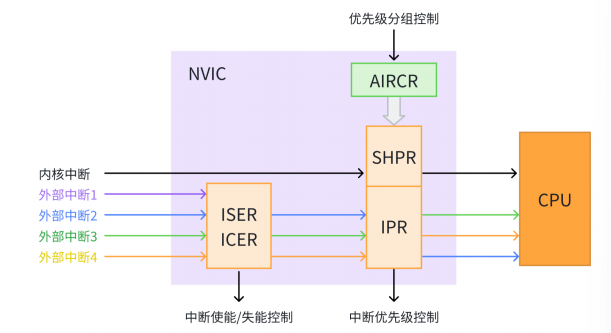 优先级分组控制
NVIC
AIRCR
SHPR
内核中断
外部中断1
外部中断2
外部中断3
外部中断4
ISER
ICER
IPR
CPU
中断使能/失能控制
中断优先级控制